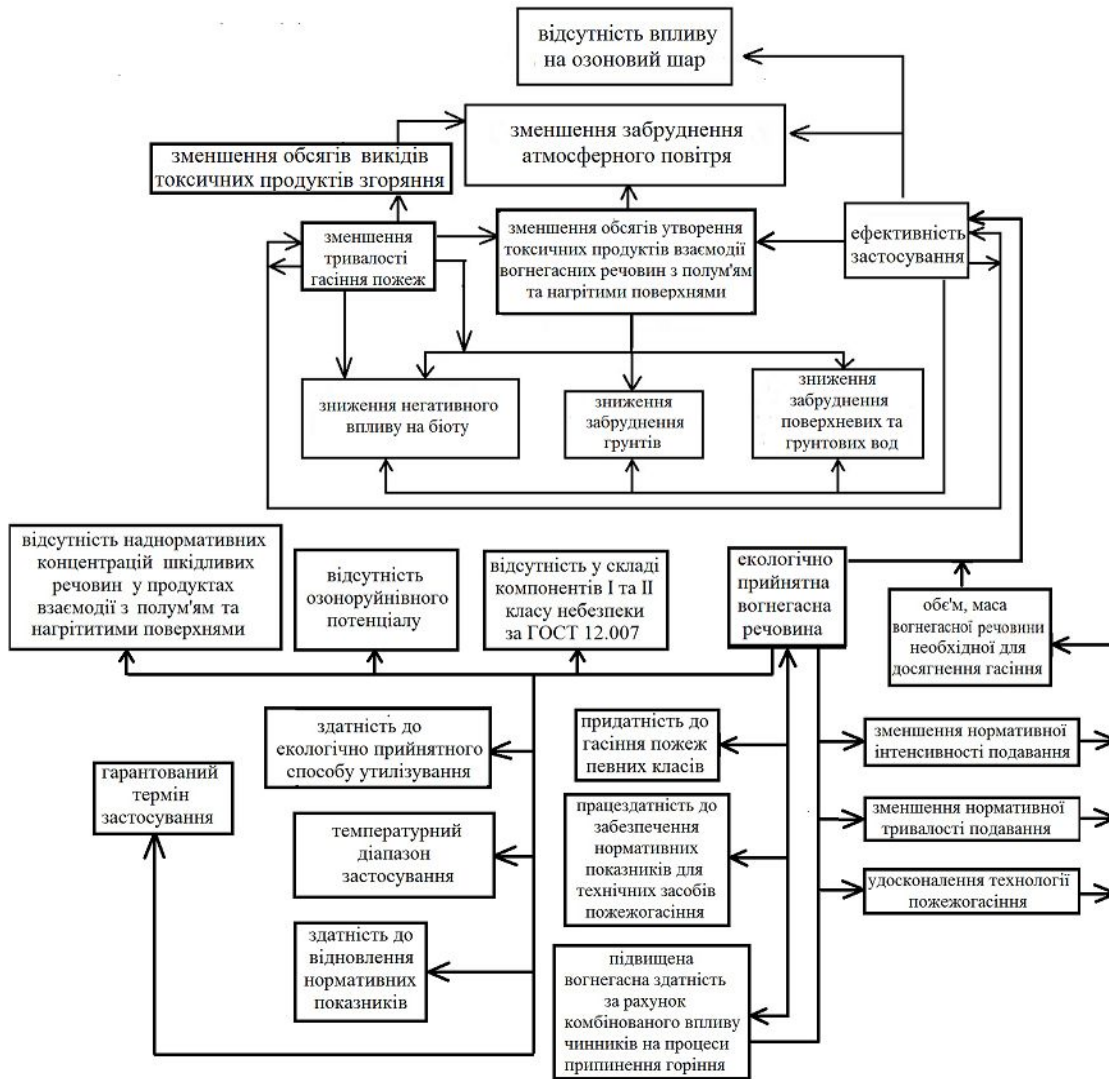 відсутність впливу
на озоновий шар
зменшення забруднення
атмосферного повітря
зменшення обсягів викідів
токсичних продуктів згоряння
зменшення
тривалості
гасіння пожеж
зменшення обсягів утворення
токсичних продуктів взаємодії
вогнегасних речовин з полум'ям
та нагрітими поверхнями
ефективність
застосування
зниження негативного
впливу на біоту
зниження
забруднення
грунтів
зниження
забруднення
поверхневих та
грунтових вод
відсутність наднормативних
концентрацій шкідливих
речовин у продуктах
взаємодії з полум'ям та
нагрітитими поверхнями
відсутність
озоноруйнівного
потенціалу
відсутність у складі
компонентів І та ІІ
класу небезпеки
за ГОСТ 12.007
екологічно
прийнятна
вогнегасна
речовина
обє'м, маса
вогнегасної речовини
необхідної для
досягнення гасіння
здатність до
екологічно прийнятного
способу утилізування
придатність до
гасіння пожеж
певних класів
зменшення нормативної
інтенсивності подавання
гарантований
термін
застосування
температурний
діапазон
застосування
працездатність до
забезпечення
нормативних
показників для
технічних засобів
пожежогасіння
зменшення нормативної
тривалості подавання
удосконалення технології
пожежогасіння
здатність до
відновлення
нормативних
показників
підвищена
вогнегасна здатність
за рахунок
комбінованого впливу
чинників на процеси
припинення горіння